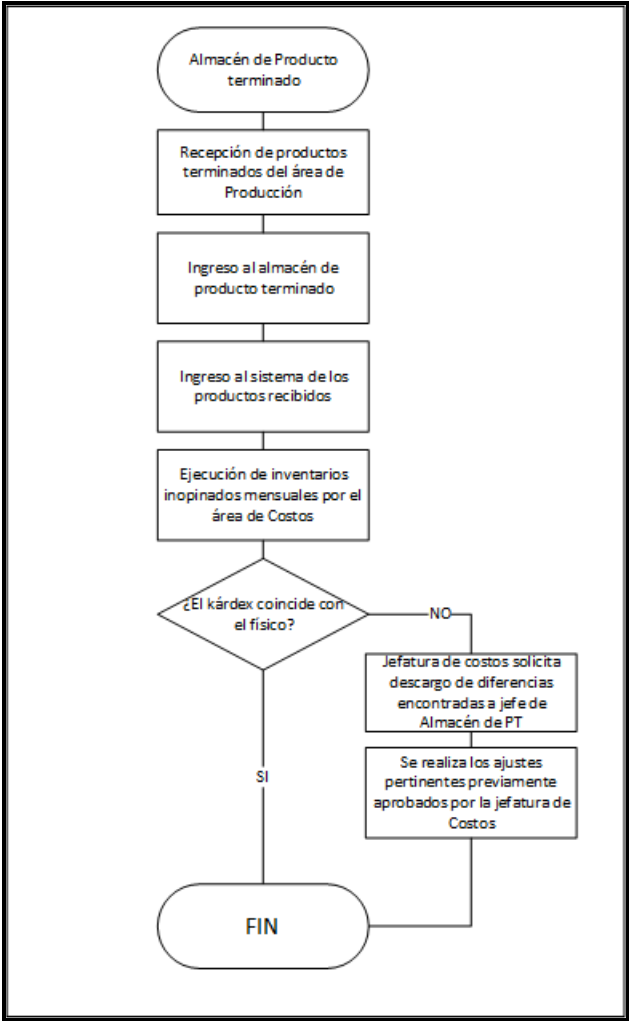 Almacén de Producto
terminado
Recepción de productos
terminados del área de
Producción
Ingreso al almacén de
producto terminado
Ingreso al sistema de los
productos recibidos
Ejecución de inventarios
inopinados mensuales por el
área de Costos
¿El kárdex coincide con
el físico?
NO
Jefatura de costos solicita
descargo de diferencias
encontradas a jefe de
Almacén de PT
Se realiza los ajustes
pertinentes previamente
aprobados por la jefatura de
Costos
SI
FIN